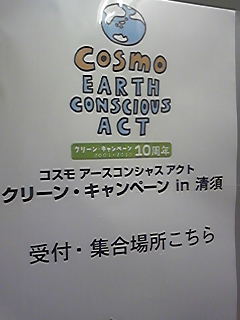 COSMO
EARTH
CONSCIOUS
ACT
クリーン・キャンペーン 10周年
2001-2010
コスモ アースコンシャス アクト
クリーン・キャンペーン in 清須
受付・集合場所こちら